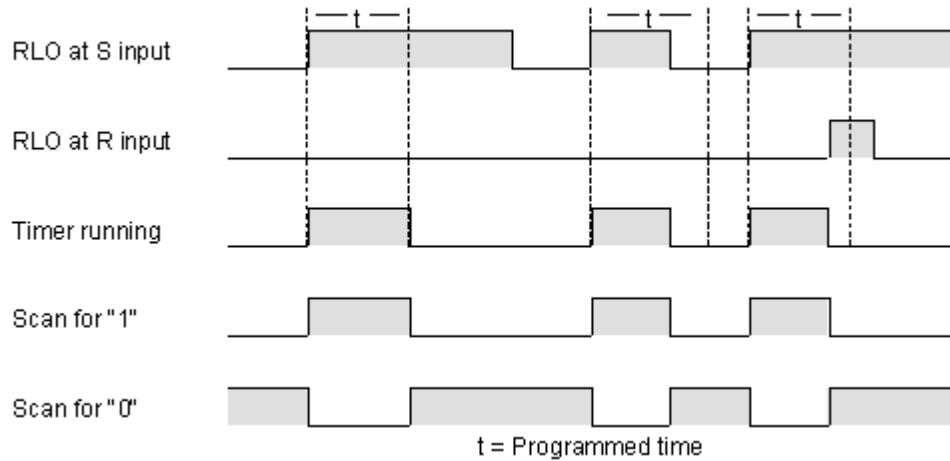 t t t
RLO at S input
RLO at R input
Timer running
Scan for "1"
Scan for "0"
t = Programmed time